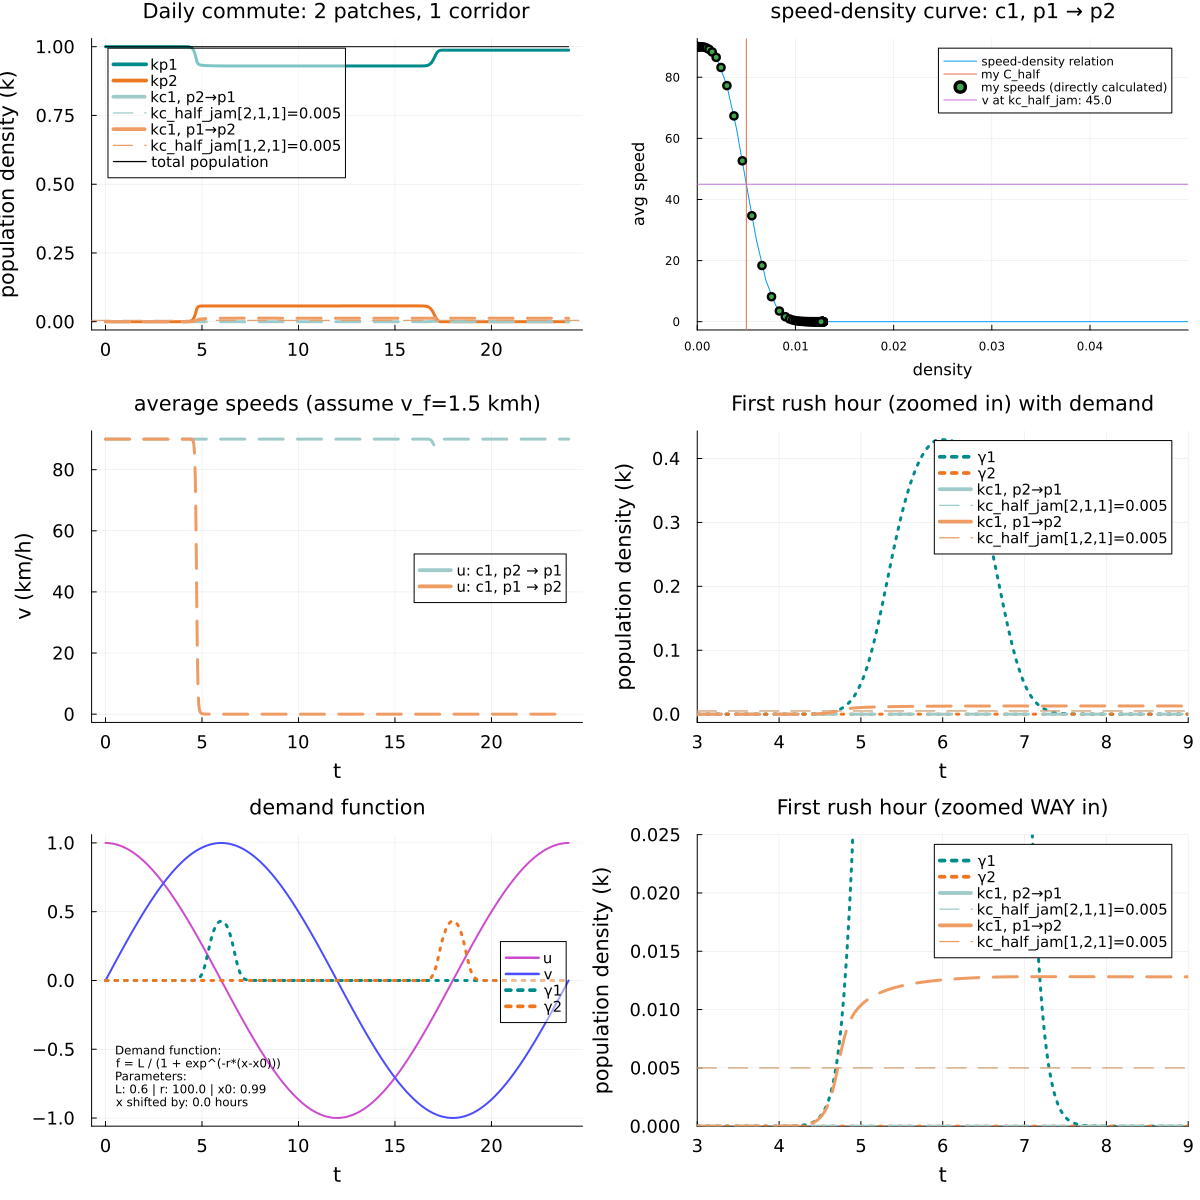 Daily commute: 2 patches, 1 corridor
population density (k)
1.00
0.75
0.50
0.25
0.00
kp1
kp2
kc1, p2→p1
kc_half_jam[2,1,1]=0.005
kc1, p1→p2
kc_half_jam[1,2,1]=0.005
total population
0 5 10 15 20
speed-density curve: c1, p1 → p2
avg speed
80
60
40
20
0
speed-density relation
my C_half
my speeds (directly calculated)
v at kc_half_jam: 45.0
0.00 0.01 0.02 0.03 0.04
density
average speeds (assume v_f=1.5 kmh)
v (km/h)
80
60
40
20
0
u: c1, p2 → p1
u: c1, p1 → p2
0 5 10 15 20
t
First rush hour (zoomed in) with demand
population density (k)
0.4
0.3
0.2
0.1
0.0
γ1
γ2
kc1, p2→p1
kc_half_jam[2,1,1]=0.005
kc1, p1→p2
kc_half_jam[1,2,1]=0.005
3 4 5 6 7 8 9
t
demand function
1.0
0.5
0.0
−0.5
−1.0
u
v
γ1
γ2
Demand function:
f = L / (1 + exp^(-r*(x-x0)))
Parameters:
L: 0.6 | r: 100.0 | x0: 0.99
x shifted by: 0.0 hours
0 5 10 15 20
t
First rush hour (zoomed WAY in)
population density (k)
0.025
0.020
0.015
0.010
0.005
0.000
γ1
γ2
kc1, p2→p1
kc_half_jam[2,1,1]=0.005
kc1, p1→p2
kc_half_jam[1,2,1]=0.005
3 4 5 6 7 8 9
t